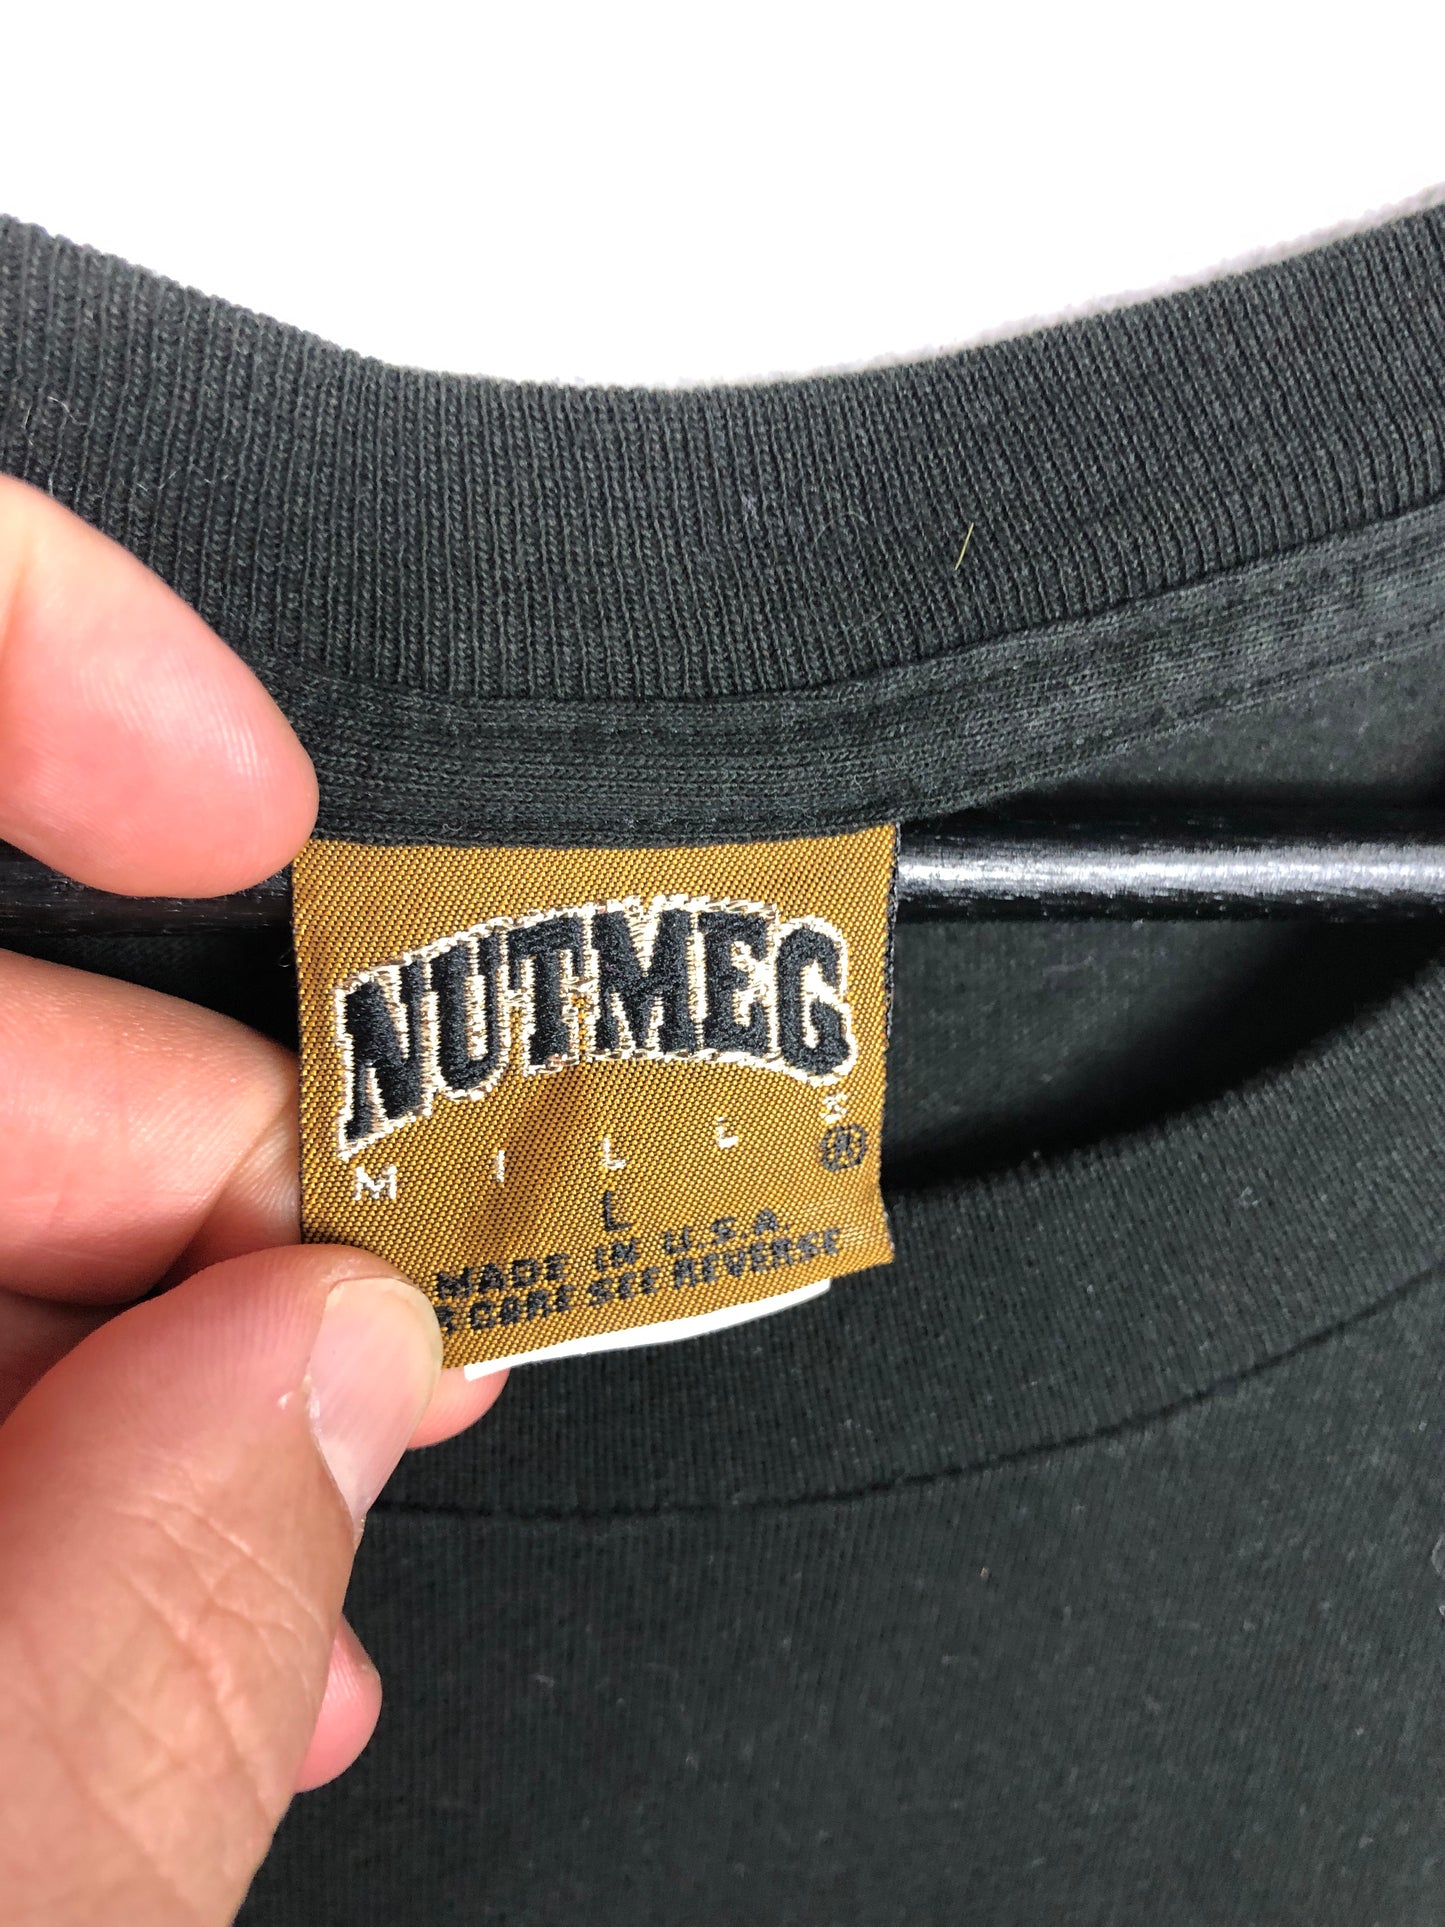 NUTMEG
MILLS ®
L
MADE IN U.S.A.
CARE SEE REVERSE